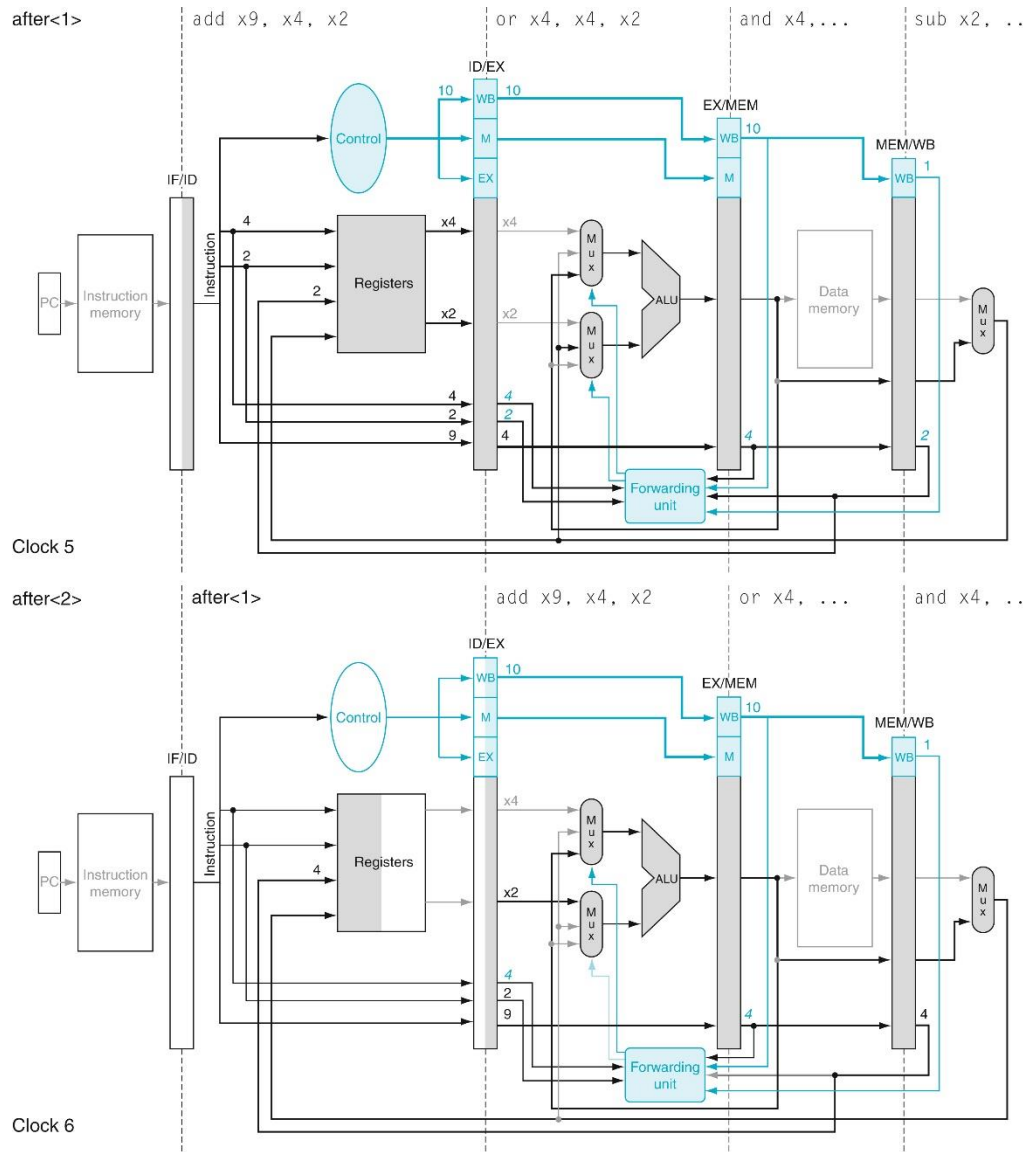 after<1>
add x9, x4, x2
or x4, x4, x2
and x4,...
sub x2, ..
ID/EX
10
WB
10
EX/MEM
Control
M
WB
10
MEM/WB
1
IF/ID
EX
M
WB
4
x4
x4
Mux
2
Instruction
Registers
2
ALU
PC
Instruction
memory
Data
memory
Mux
x2
x2
Mux
4
4
2
2
9
4
4
2
Forwarding
unit
Clock 5
after<2>
after<1>
add x9, x4, x2
or x4, ...
and x4, ..
ID/EX
WB
10
EX/MEM
Control
M
WB
10
MEM/WB
1
IF/ID
EX
M
WB
x4
Mux
Instruction
Registers
4
ALU
PC
Instruction
memory
Data
memory
Mux
x2
Mux
4
2
9
4
4
Forwarding
unit
Clock 6